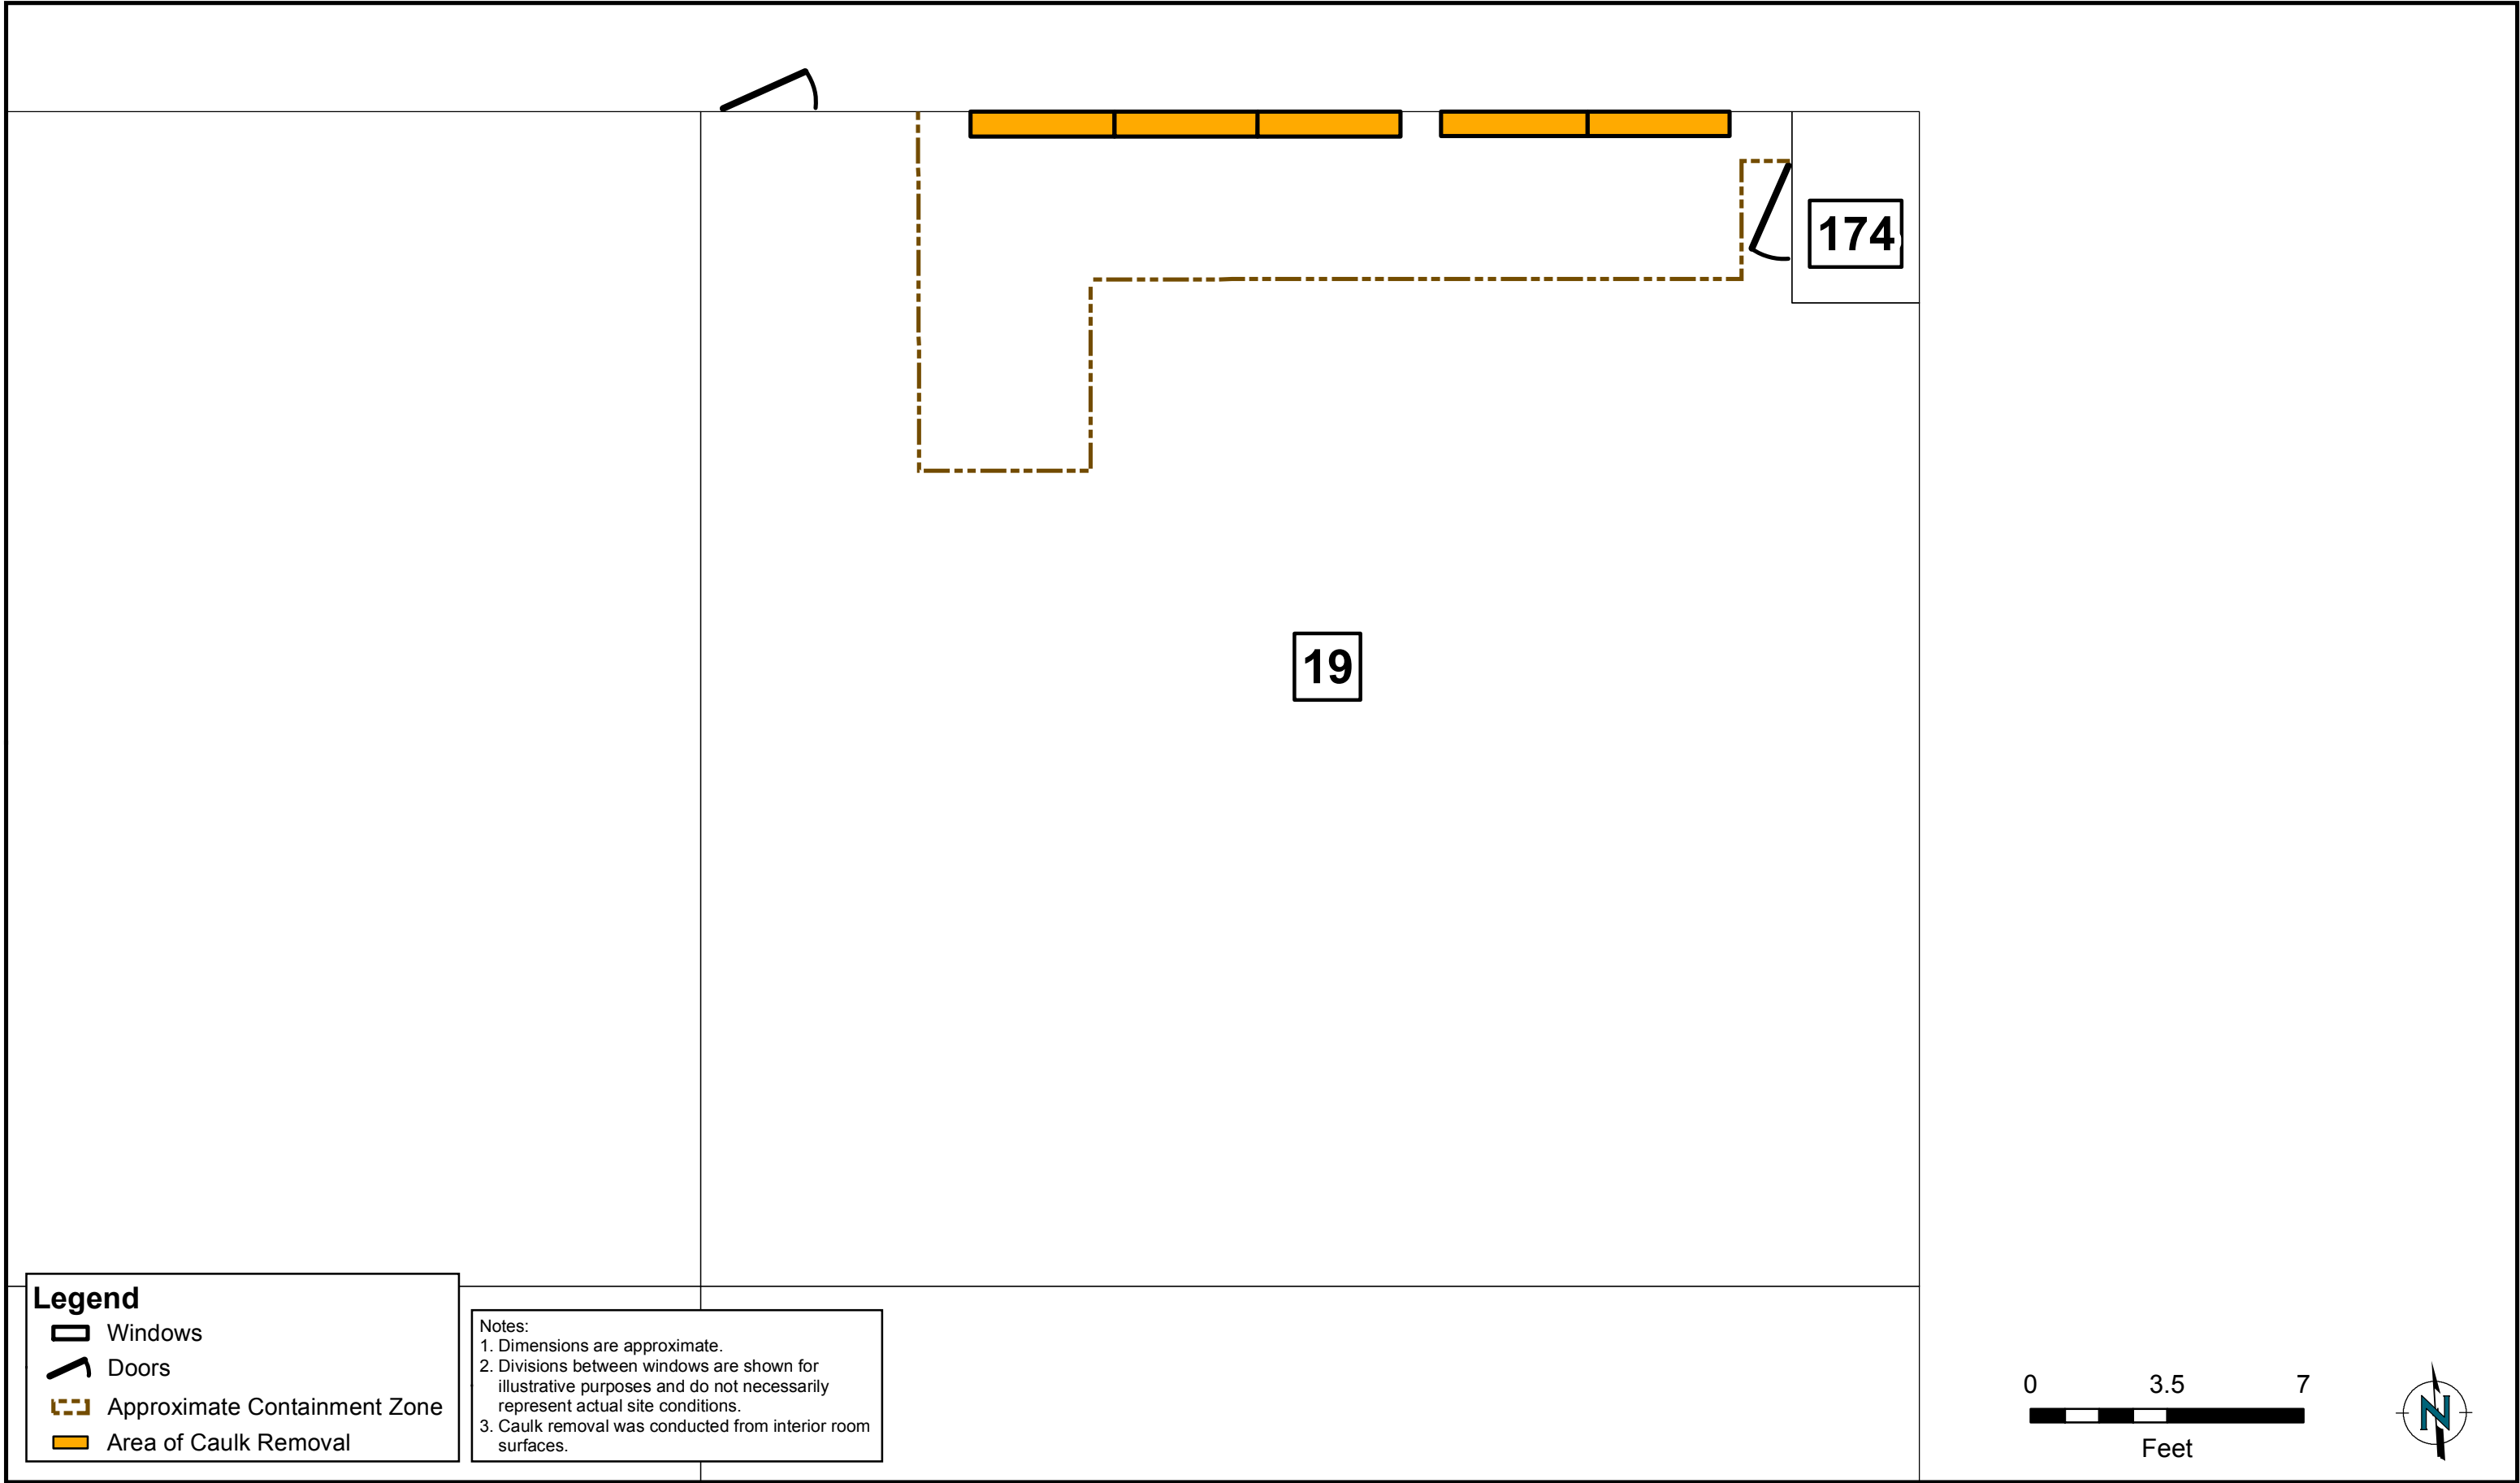 174
19
Legend
Windows
Doors
Approximate Containment Zone
Area of Caulk Removal
Notes:
1. Dimensions are approximate.
2. Divisions between windows are shown for
illustrative purposes and do not necessarily
represent actual site conditions.
3. Caulk removal was conducted from interior room
surfaces.
0 3.5 7
Feet
N